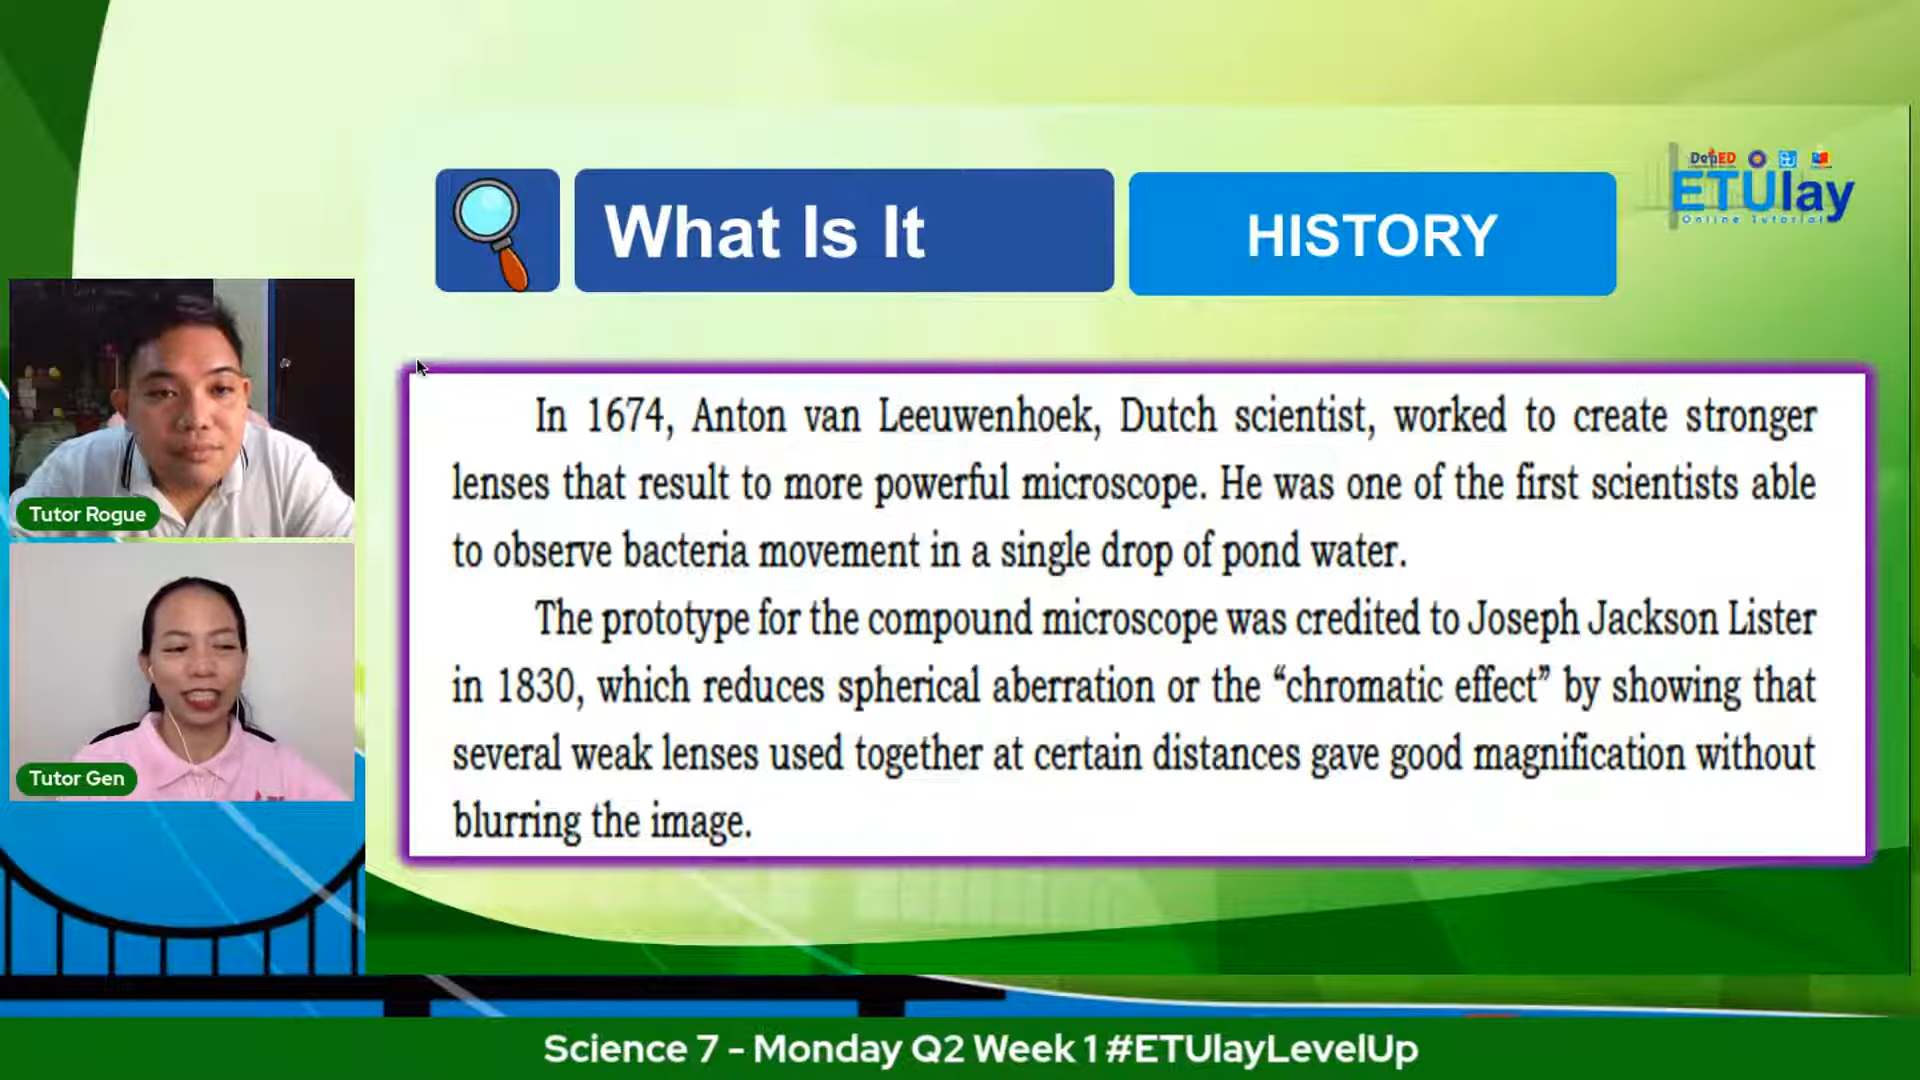 What Is It
HISTORY
DepED
ETUlay
Online Tutorial
In 1674, Anton van Leeuwenhoek, Dutch scientist, worked to create stronger
lenses that result to more powerful microscope. He was one of the first scientists able
to observe bacteria movement in a single drop of pond water.
The prototype for the compound microscope was credited to Joseph Jackson Lister
in 1830, which reduces spherical aberration or the “chromatic effect” by showing that
several weak lenses used together at certain distances gave good magnification without
blurring the image.
Tutor Rogue
Tutor Gen
Science 7 - Monday Q2 Week 1 #ETUlayLevelUp